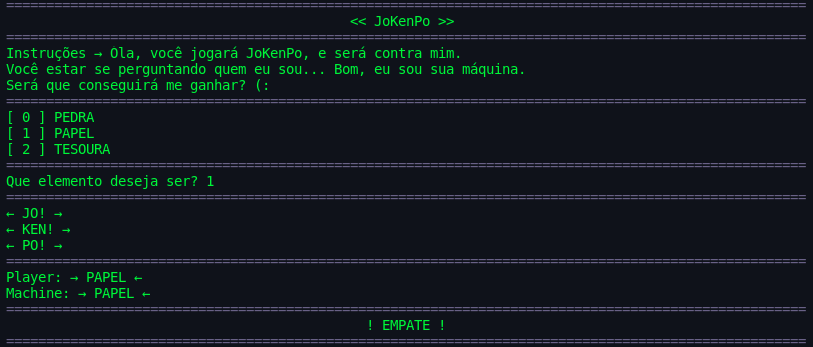 ====================================================================================================
<< JoKenPo >>
====================================================================================================
Instruções → Ola, você jogará JoKenPo, e será contra mim.
Você estar se perguntando quem eu sou... Bom, eu sou sua máquina.
Será que conseguirá me ganhar? (:
====================================================================================================
[ 0 ] PEDRA
[ 1 ] PAPEL
[ 2 ] TESOURA
====================================================================================================
Que elemento deseja ser? 1
====================================================================================================
← JO! →
← KEN! →
← PO! →
====================================================================================================
Player: → PAPEL ←
Machine: → PAPEL ←
====================================================================================================
! EMPATE !
====================================================================================================